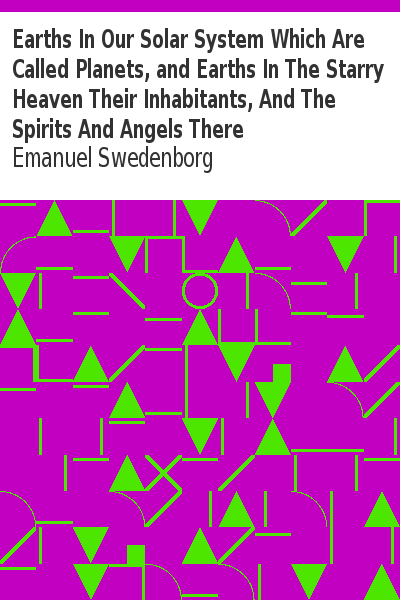 Earths In Our Solar System Which Are
Called Planets, and Earths In The Starry
Heaven Their Inhabitants, And The
Spirits And Angels There
Emanuel Swedenborg